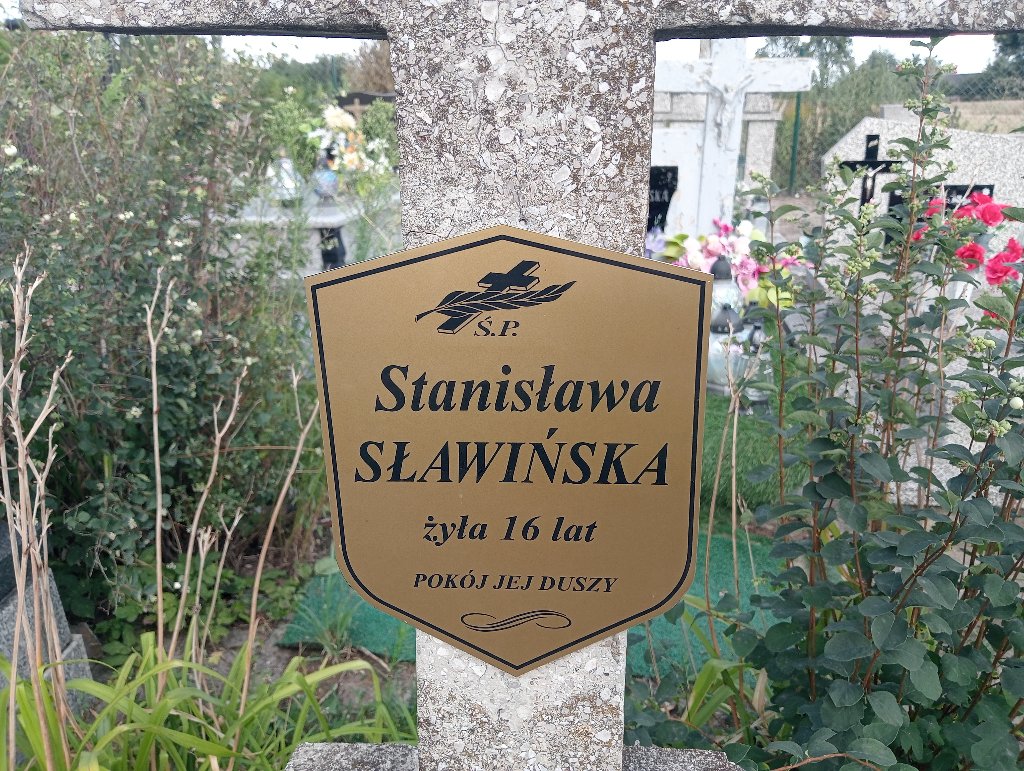 Ś.P.
Stanisława
SŁAWIŃSKA
żyła 16 lat
POKÓJ JEJ DUSZY